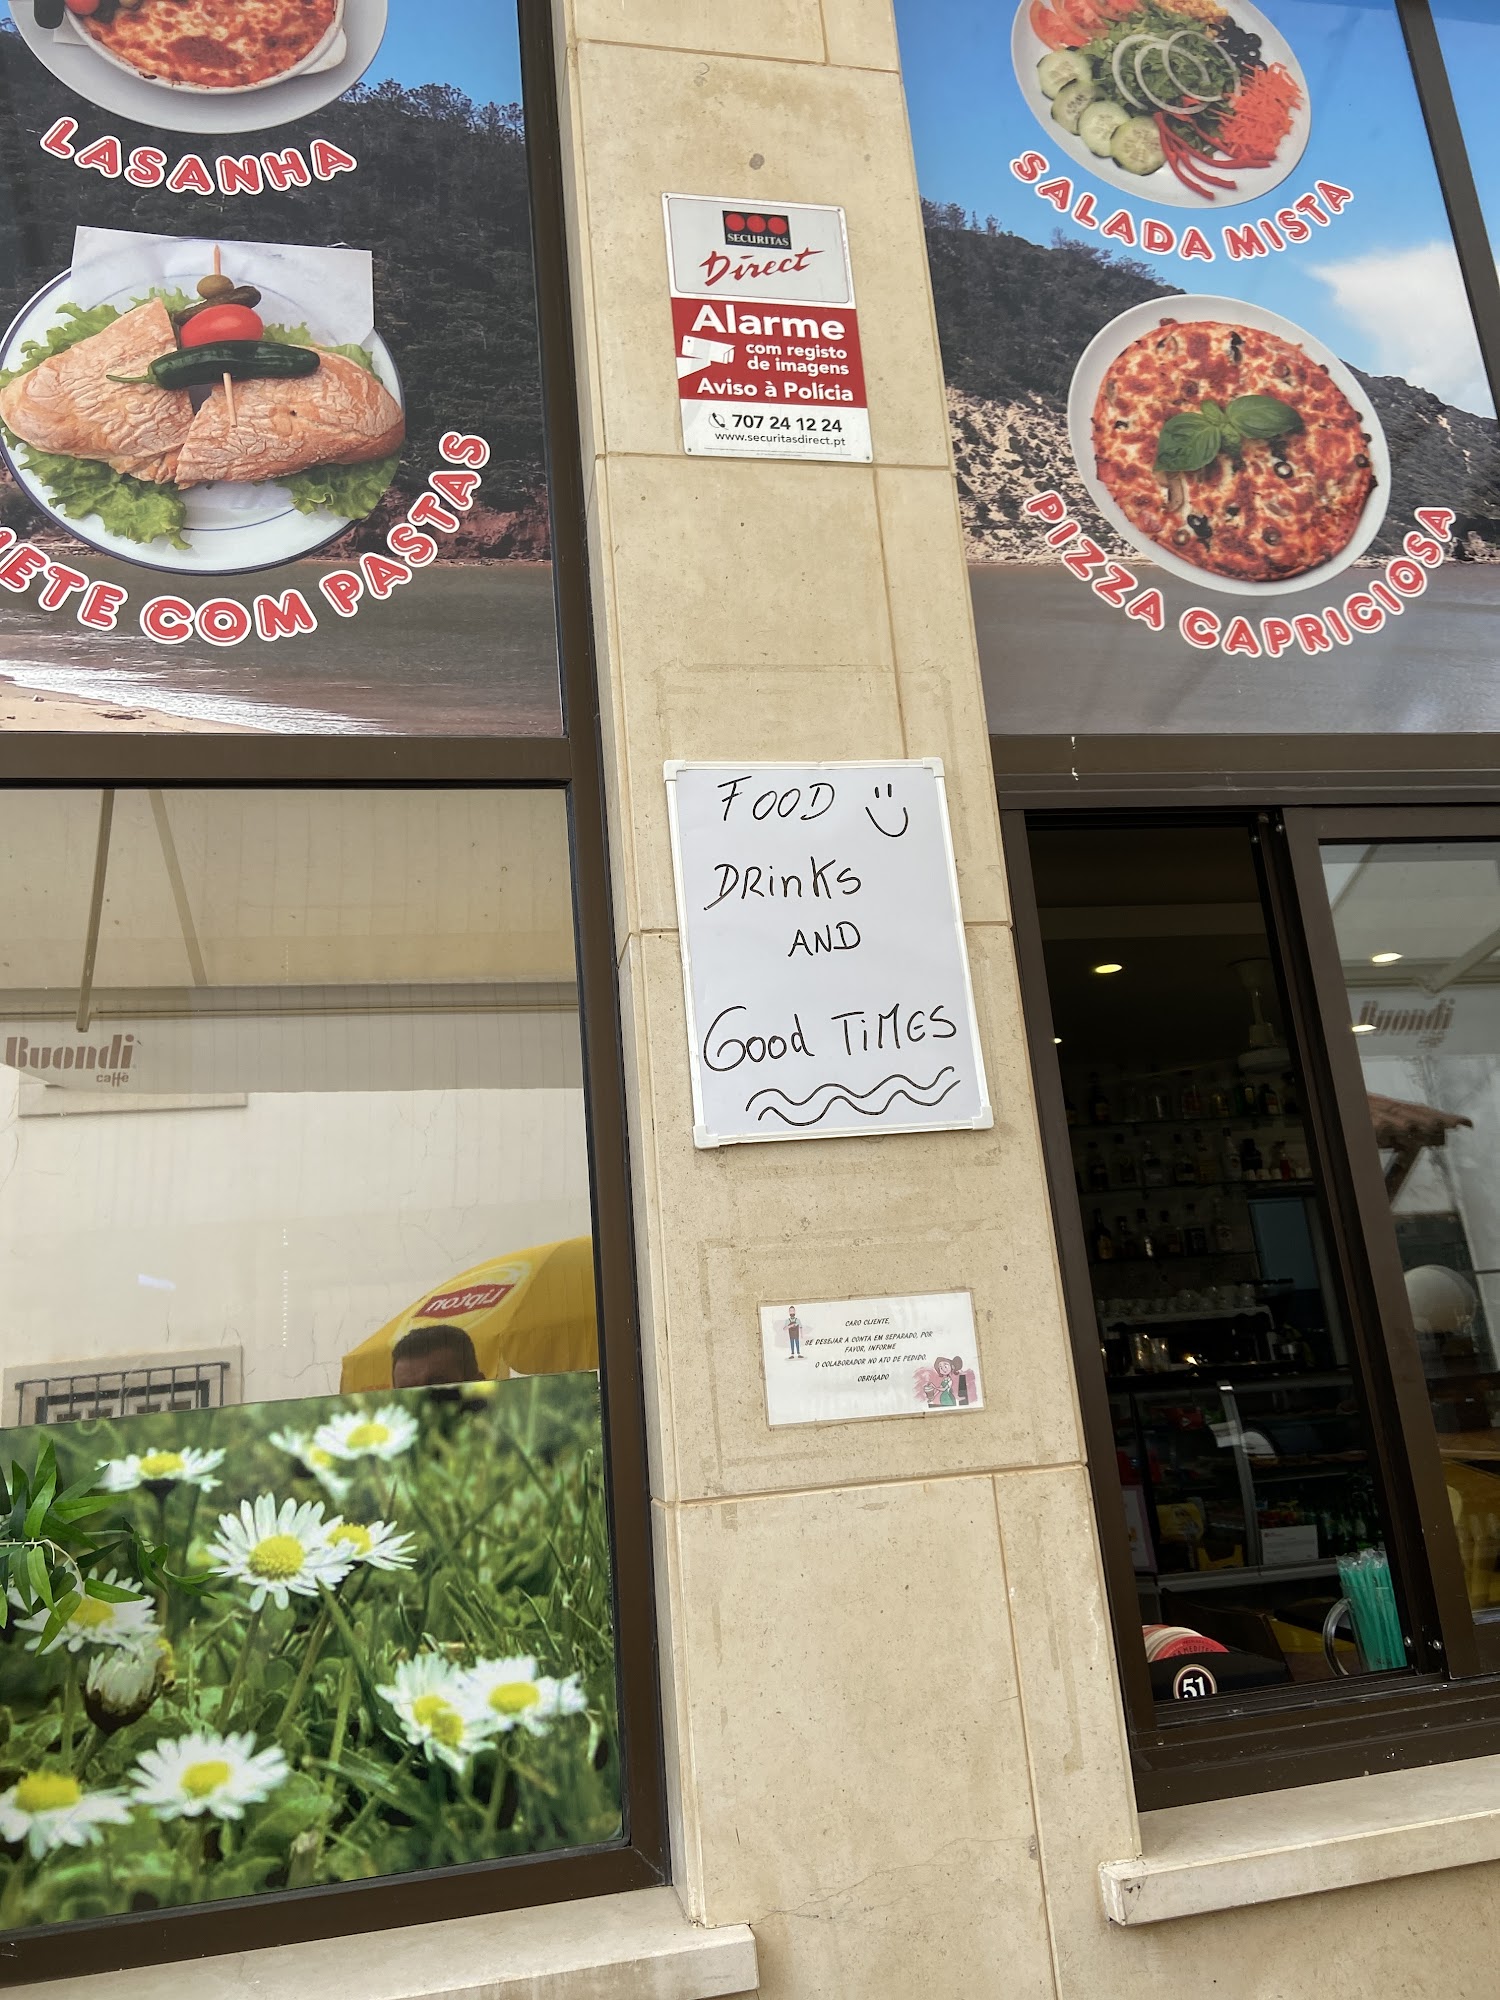 LASANHA
COM PASTAS
SECURITAS
Direct
Alarme
com registo
de imagens
Aviso à Polícia
707 24 12 24
www.securitasdirect.pt
SALADA MISTA
PIZZA CAPRICIOSA
FOOD
DRinKS
AND
Good TiMES
CARO CLIENTE,
SE DESEJAR A CONTA EM SEPARADO, POR
FAVOR, INFORME
O COLABORADOR NO ATO DE PEDIDO.
OBRIGADO
Buondi
caffè
Buondi
Lipton
51